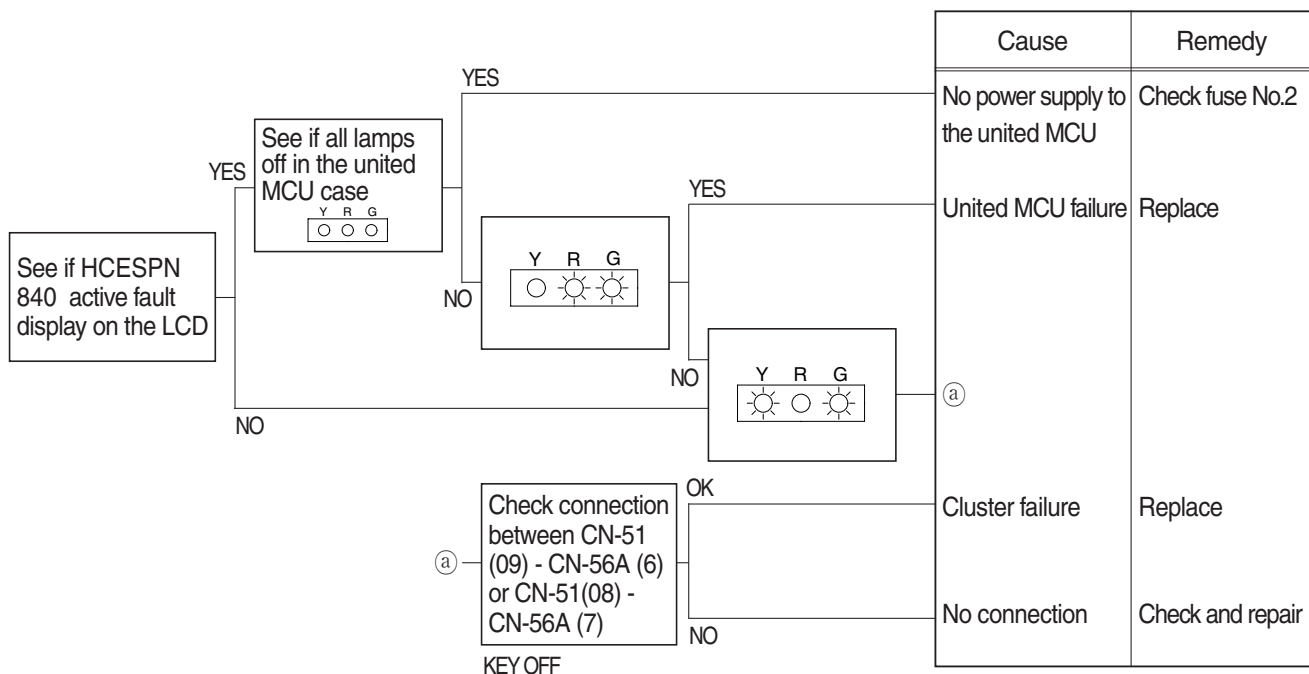 Cause Remedy
YES
No power supply to Check fuse No.2
the united MCU
See if all lamps
off in the united
MCU case
Y R G
YES
YES
United MCU failure Replace
See if HCESPN
840 active fault
display on the LCD
Y R G
NO
NO
Y R G
ⓐ
NO
Check connection
between CN-51
(09) - CN-56A (6)
or CN-51(08) -
CN-56A (7)
ⓐ
OK
Cluster failure Replace
NO
No connection Check and repair
KEY OFF